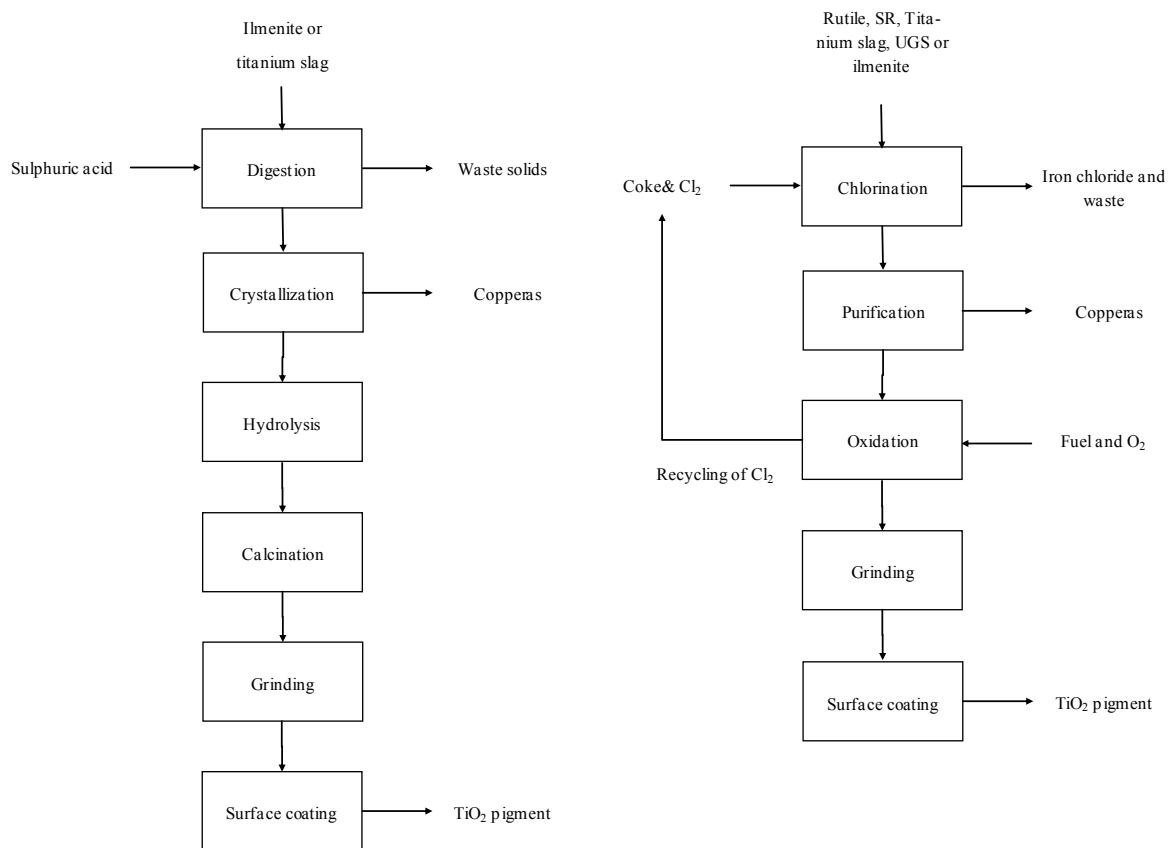 Ilmenite or
titanium slag
Sulphuric acid
Digestion
Waste solids
Crystallization
Copperas
Hydrolysis
Calcination
Grinding
Surface coating
TiO₂ pigment
Rutile, SR, Tita-
nium slag, UGS or
ilmenite
Coke& Cl₂
Chlorination
Iron chloride and
waste
Purification
Copperas
Oxidation
Fuel and O₂
Recycling of Cl₂
Grinding
Surface coating
TiO₂ pigment